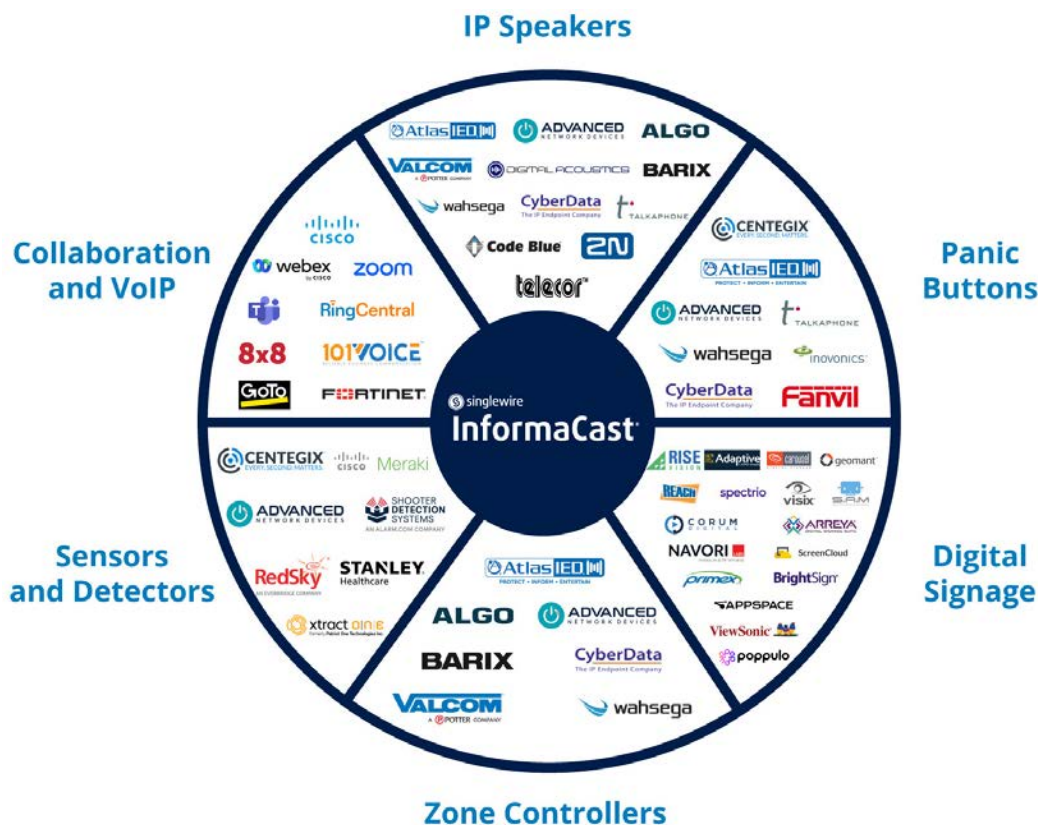 IP Speakers
AtlasIED
ADVANCED
NETWORK DEVICES
ALGO
VALCOM
A POTTER COMPANY
DIGITAL ACOUSTICS
BARIX
wahsega
CyberData
The IP Endpoint Company
TALKAPHONE
Code Blue
2N
telecor
Collaboration
and VoIP
CISCO
webex
by CISCO
zoom
T
RingCentral
8x8
101VOICE
GoTo
FORTINET
Panic
Buttons
CENTEGIX
EVERY. SECOND. MATTERS.
AtlasIED
PROTECT • INFORM • ENTERTAIN
ADVANCED
NETWORK DEVICES
TALKAPHONE
wahsega
inovonics
CyberData
The IP Endpoint Company
Fanvil
singlewire
InformaCast
Sensors
and Detectors
CENTEGIX
EVERY. SECOND. MATTERS.
CISCO
Meraki
ADVANCED
NETWORK DEVICES
SHOOTER
DETECTION
SYSTEMS
AN ALARM.COM COMPANY
RedSky
AN EVERBRIDGE COMPANY
STANLEY
Healthcare
xtract one
Formerly Patriot One Technologies Inc.
Digital
Signage
RISE
VISION
Adaptive
carousel
geomant
REACH
spectrio
visix
S.A.M
CORUM
DIGITAL
ARREYA
NAVORI
ScreenCloud
primex
BrightSign
APPSPACE
ViewSonic
poppulo
AtlasIED
PROTECT • INFORM • ENTERTAIN
ALGO
ADVANCED
NETWORK DEVICES
BARIX
CyberData
The IP Endpoint Company
VALCOM
A POTTER COMPANY
wahsega
Zone Controllers